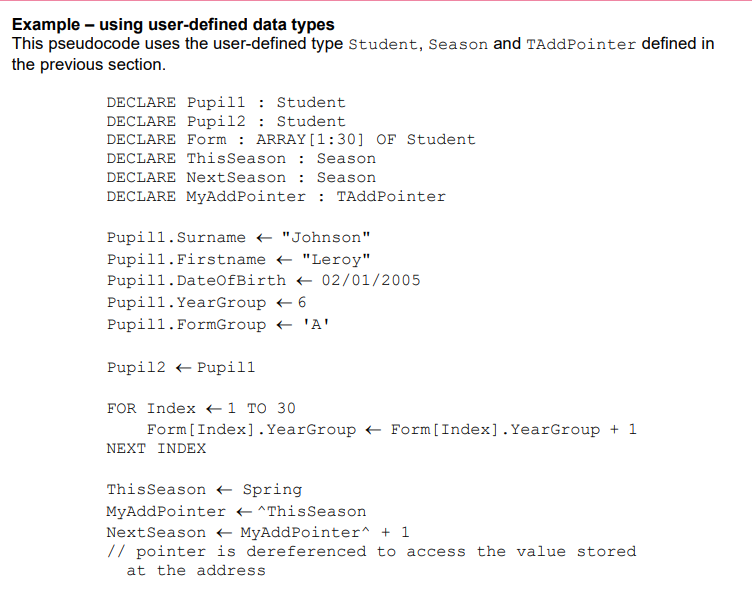 Example – using user-defined data types
This pseudocode uses the user-defined type Student, Season and TAddPointer defined in
the previous section.
DECLARE Pupil1 : Student
DECLARE Pupil2 : Student
DECLARE Form : ARRAY[1:30] OF Student
DECLARE ThisSeason : Season
DECLARE NextSeason : Season
DECLARE MyAddPointer : TAddPointer
Pupil1.Surname ← "Johnson"
Pupil1.Firstname ← "Leroy"
Pupil1.DateOfBirth ← 02/01/2005
Pupil1.YearGroup ← 6
Pupil1.FormGroup ← 'A'
Pupil2 ← Pupil1
FOR Index ← 1 TO 30
    Form[Index].YearGroup ← Form[Index].YearGroup + 1
NEXT INDEX
ThisSeason ← Spring
MyAddPointer ← ^ThisSeason
NextSeason ← MyAddPointer^ + 1
// pointer is dereferenced to access the value stored
  at the address